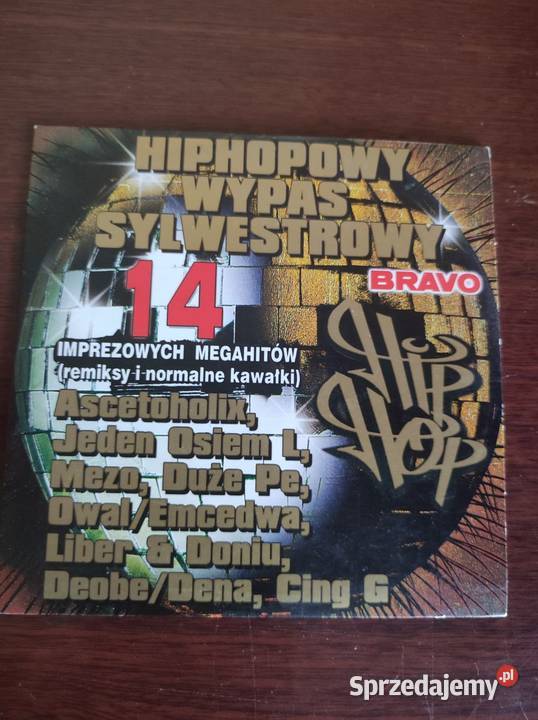 HIPHOPOWY
WYPAS
SYLWESTROWY
14
BRAVO
IMPREZOWYCH MEGAHITÓW
(remiksy i normalne kawałki)
Hip
Hop
Ascetoholix,
Jeden Osiem L,
Mezo, Duże Pe,
Owal/Emcedwa,
Liber & Doniu,
Deobe/Dena, Cing G
Sprzedajemy.pl